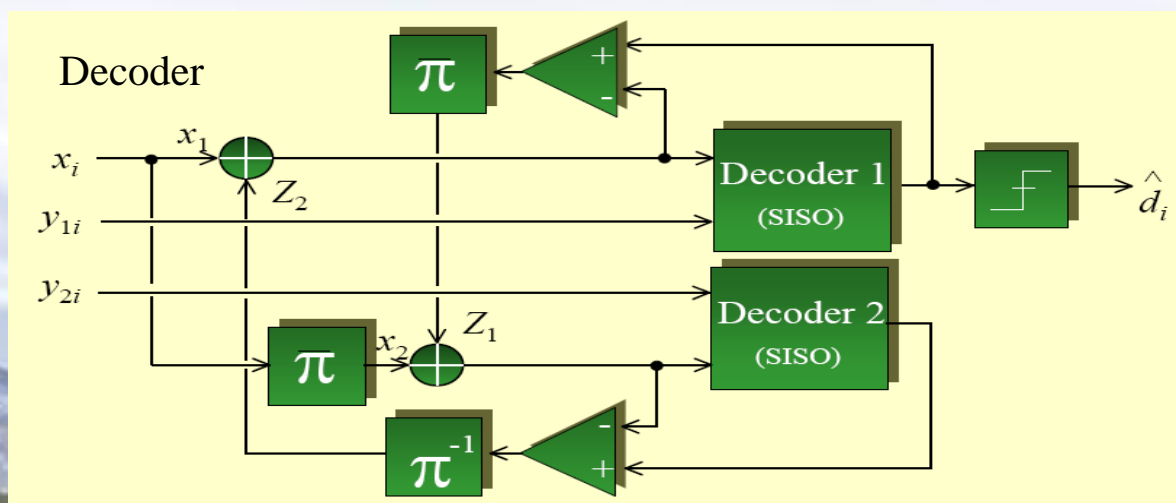 Decoder
π
+
-
x₁
xᵢ
Z₂
Decoder 1
(SISO)
d̂ᵢ
y₁ᵢ
y₂ᵢ
Decoder 2
(SISO)
Z₁
π
x₂
π⁻¹
-
+